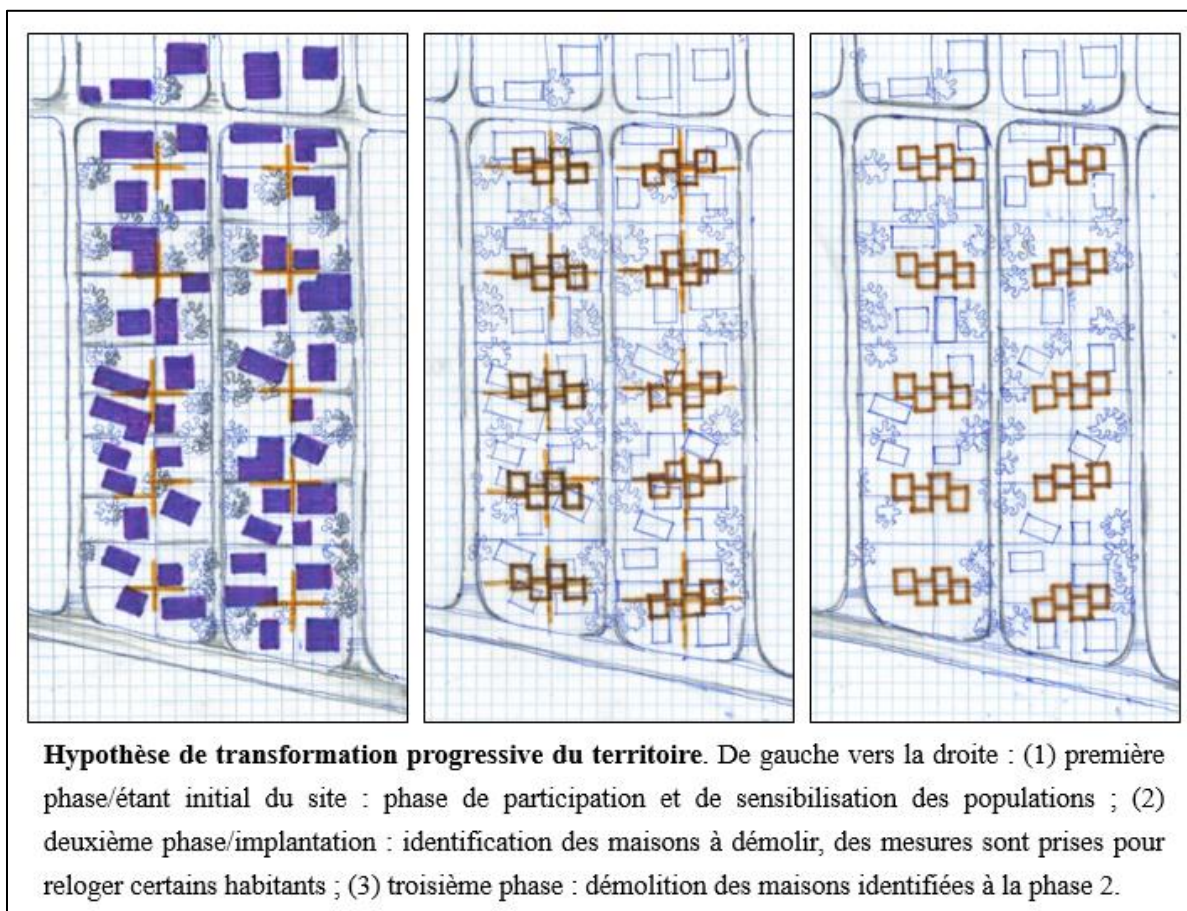 Hypothèse de transformation progressive du territoire. De gauche vers la droite : (1) première
phase/étant initial du site : phase de participation et de sensibilisation des populations ; (2)
deuxième phase/implantation : identification des maisons à démolir, des mesures sont prises pour
reloger certains habitants ; (3) troisième phase : démolition des maisons identifiées à la phase 2.